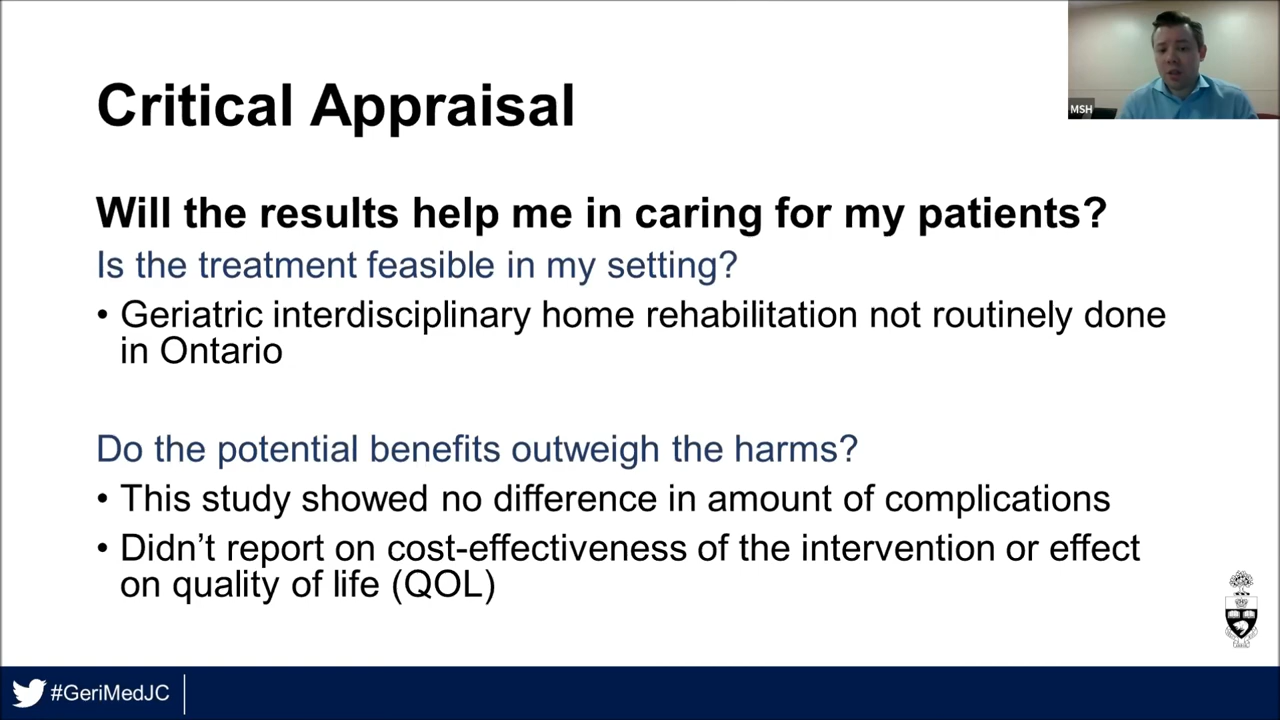 Critical Appraisal
MSH
Will the results help me in caring for my patients?
Is the treatment feasible in my setting?
• Geriatric interdisciplinary home rehabilitation not routinely done
in Ontario
Do the potential benefits outweigh the harms?
• This study showed no difference in amount of complications
• Didn’t report on cost-effectiveness of the intervention or effect
on quality of life (QOL)
#GeriMedJC